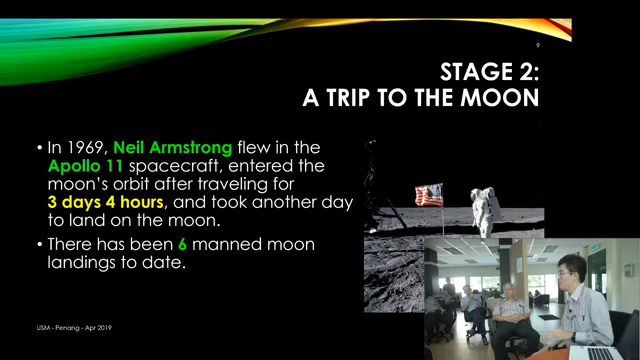 9
STAGE 2:
A TRIP TO THE MOON
• In 1969, Neil Armstrong flew in the
Apollo 11 spacecraft, entered the
moon's orbit after traveling for
3 days 4 hours, and took another day
to land on the moon.
• There has been 6 manned moon
landings to date.
USM - Penang - Apr 2019